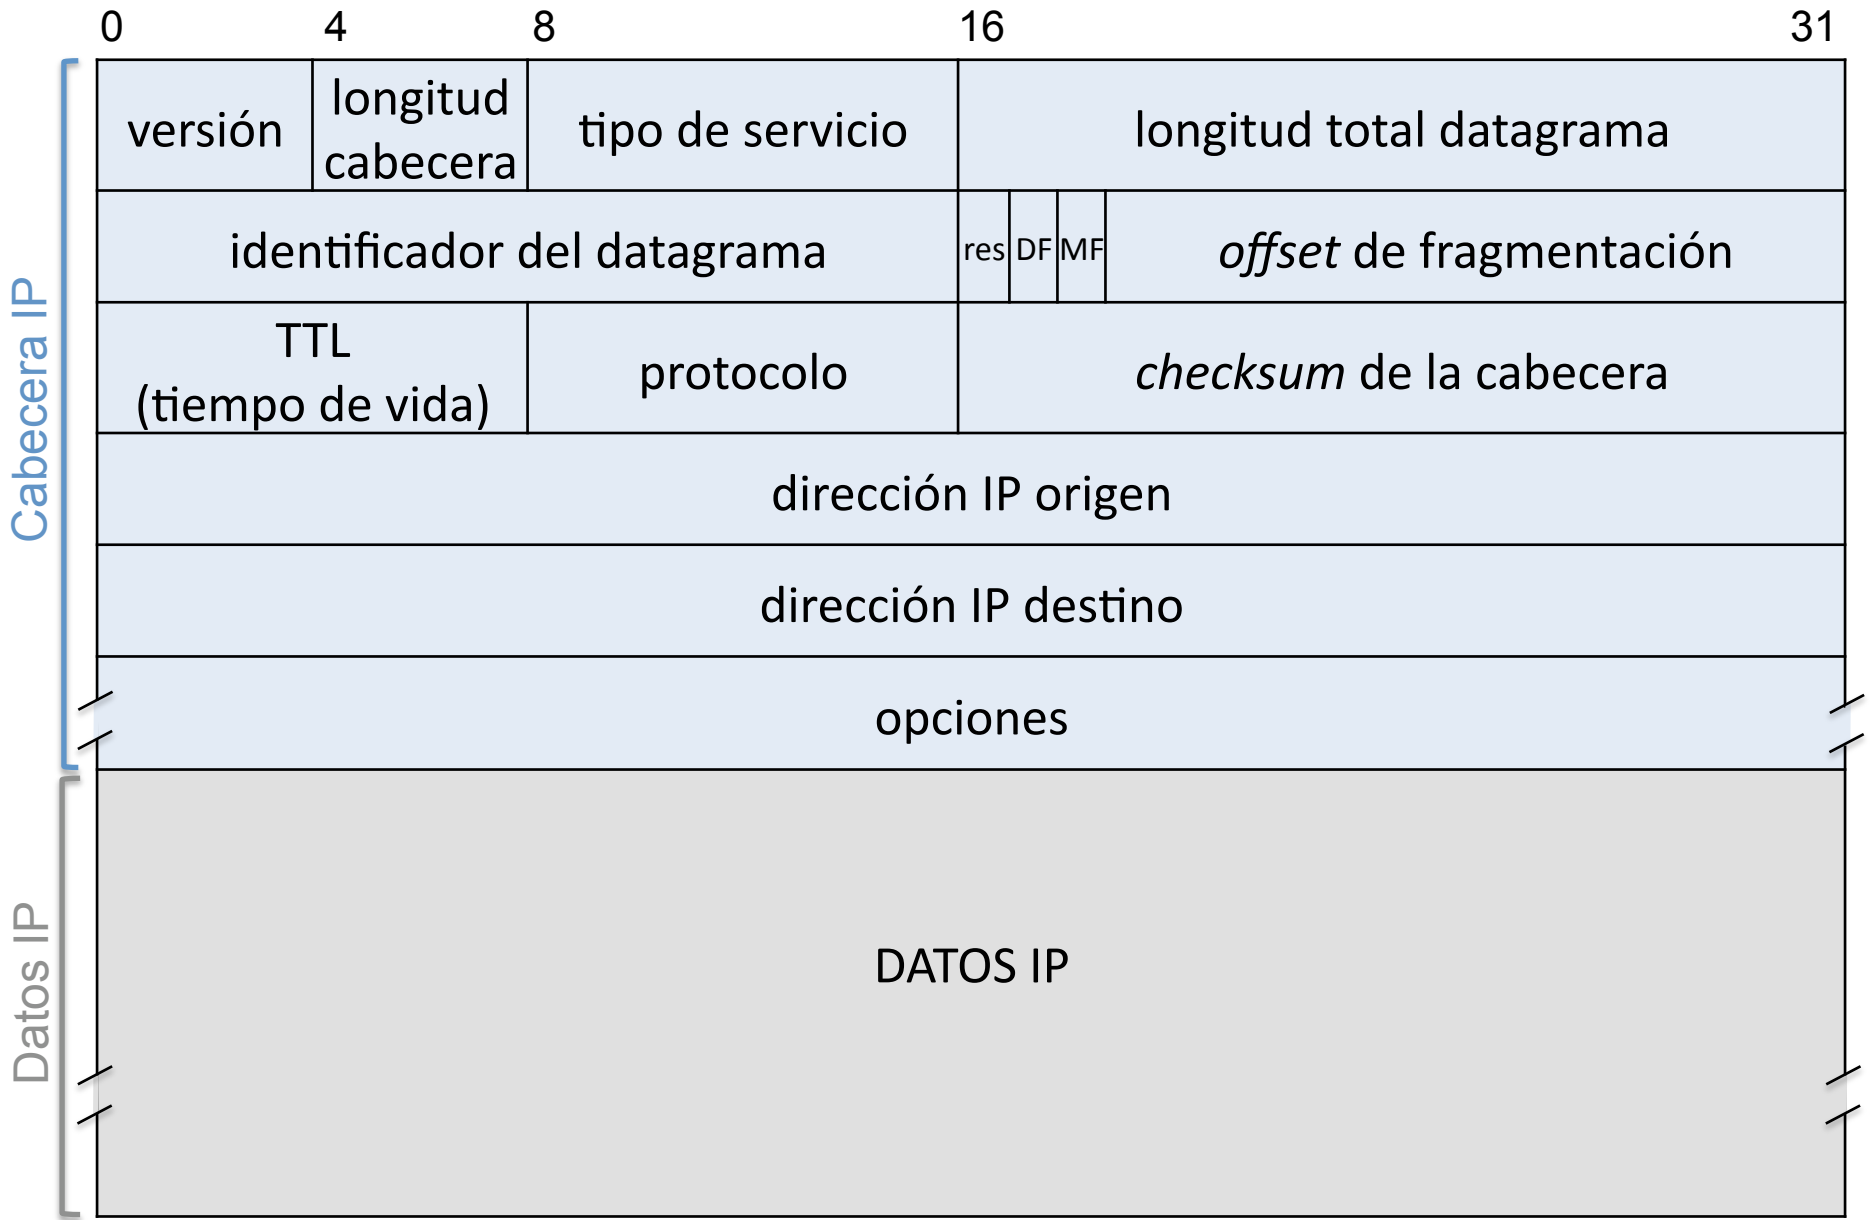 0 4 8 16 31
versión
longitud
cabecera
tipo de servicio
longitud total datagrama
identificador del datagrama
res
DF
MF
offset de fragmentación
TTL
(tiempo de vida)
protocolo
checksum de la cabecera
dirección IP origen
dirección IP destino
opciones
Cabecera IP
DATOS IP
Datos IP